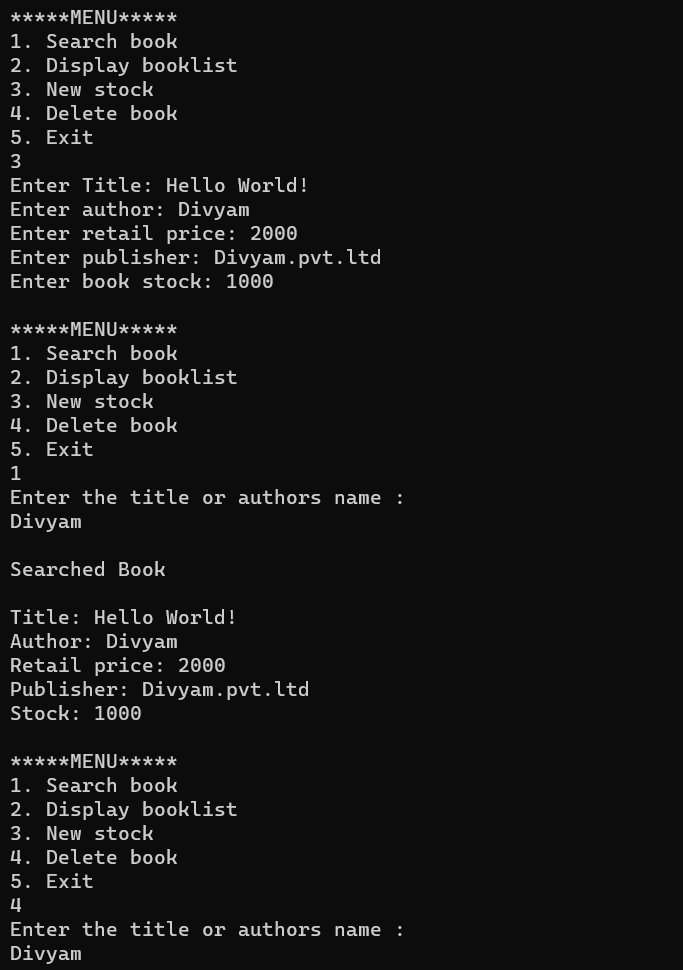 *****MENU*****
1. Search book
2. Display booklist
3. New stock
4. Delete book
5. Exit
3
Enter Title: Hello World!
Enter author: Divyam
Enter retail price: 2000
Enter publisher: Divyam.pvt.ltd
Enter book stock: 1000
*****MENU*****
1. Search book
2. Display booklist
3. New stock
4. Delete book
5. Exit
1
Enter the title or authors name :
Divyam
Searched Book
Title: Hello World!
Author: Divyam
Retail price: 2000
Publisher: Divyam.pvt.ltd
Stock: 1000
*****MENU*****
1. Search book
2. Display booklist
3. New stock
4. Delete book
5. Exit
4
Enter the title or authors name :
Divyam